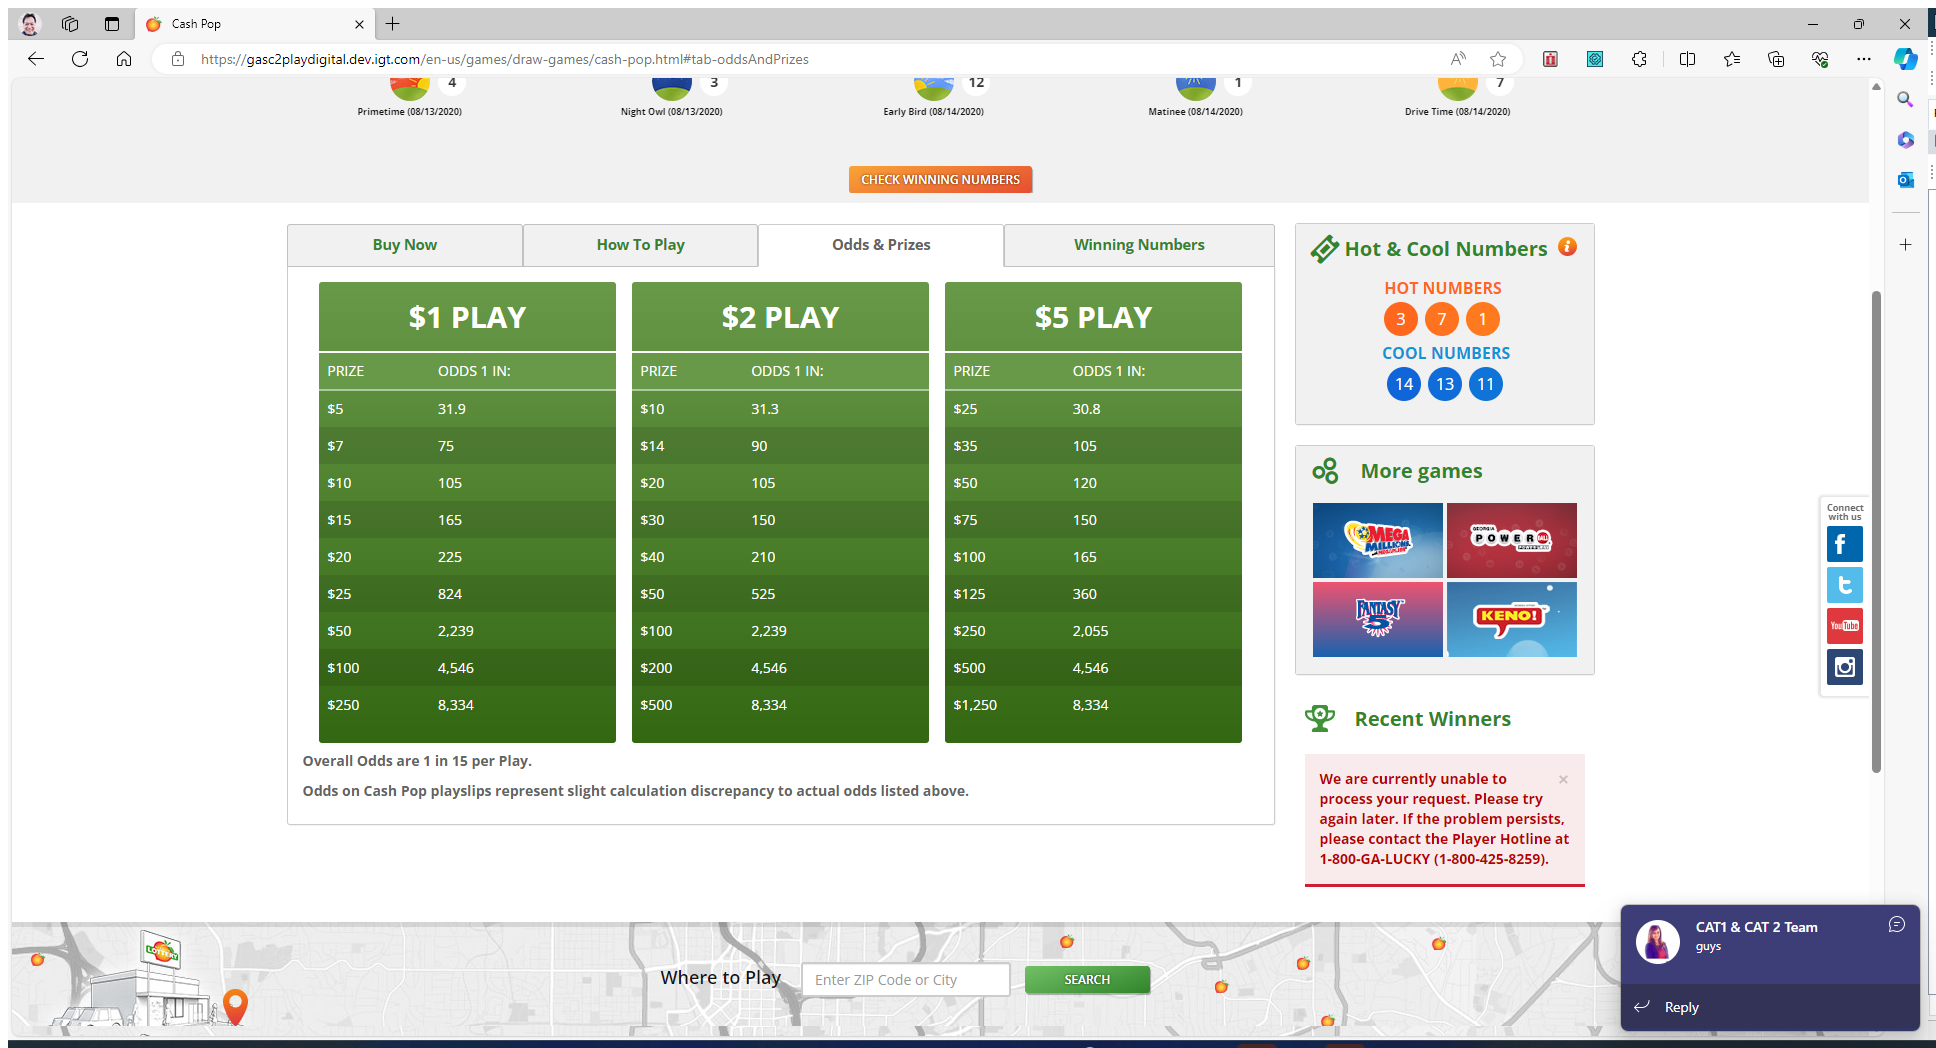 Cash Pop
https://gasc2playdigital.dev.igt.com/en-us/games/draw-games/cash-pop.html#tab-oddsAndPrizes
4
3
12
1
7
Primetime (08/13/2020)
Night Owl (08/13/2020)
Early Bird (08/14/2020)
Matinee (08/14/2020)
Drive Time (08/14/2020)
CHECK WINNING NUMBERS
Buy Now
How To Play
Odds & Prizes
Winning Numbers
$1 PLAY
PRIZE ODDS 1 IN:
$5 31.9
$7 75
$10 105
$15 165
$20 225
$25 824
$50 2,239
$100 4,546
$250 8,334
$2 PLAY
PRIZE ODDS 1 IN:
$10 31.3
$14 90
$20 105
$30 150
$40 210
$50 525
$100 2,239
$200 4,546
$500 8,334
$5 PLAY
PRIZE ODDS 1 IN:
$25 30.8
$35 105
$50 120
$75 150
$100 165
$125 360
$250 2,055
$500 4,546
$1,250 8,334
Overall Odds are 1 in 15 per Play.
Odds on Cash Pop playslips represent slight calculation discrepancy to actual odds listed above.
Hot & Cool Numbers
HOT NUMBERS
3 7 1
COOL NUMBERS
14 13 11
More games
MEGA
MILLIONS
GEORGIA
POWERBALL
FANTASY
5
KENO!
Connect
with us
You Tube
Recent Winners
We are currently unable to
process your request. Please try
again later. If the problem persists,
please contact the Player Hotline at
1-800-GA-LUCKY (1-800-425-8259).
LOTTERY
Where to Play
Enter ZIP Code or City
SEARCH
CAT1 & CAT 2 Team
guys
Reply